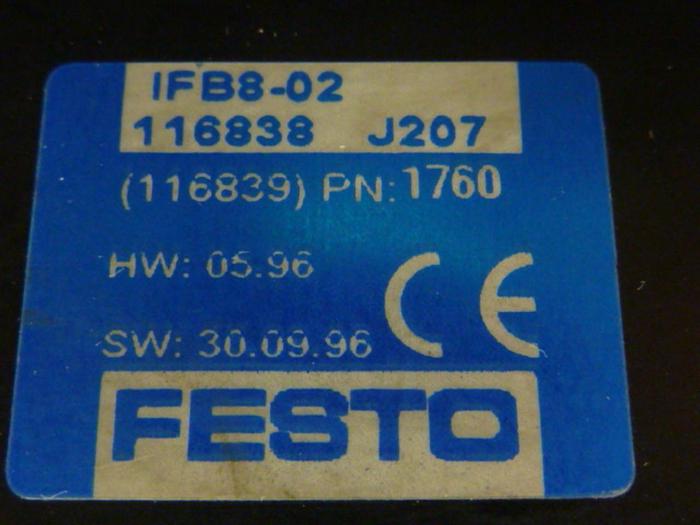 IFB8-02
116838 J207
(116839) PN: 1760
HW: 05.96
SW: 30.09.96
CE
FESTO